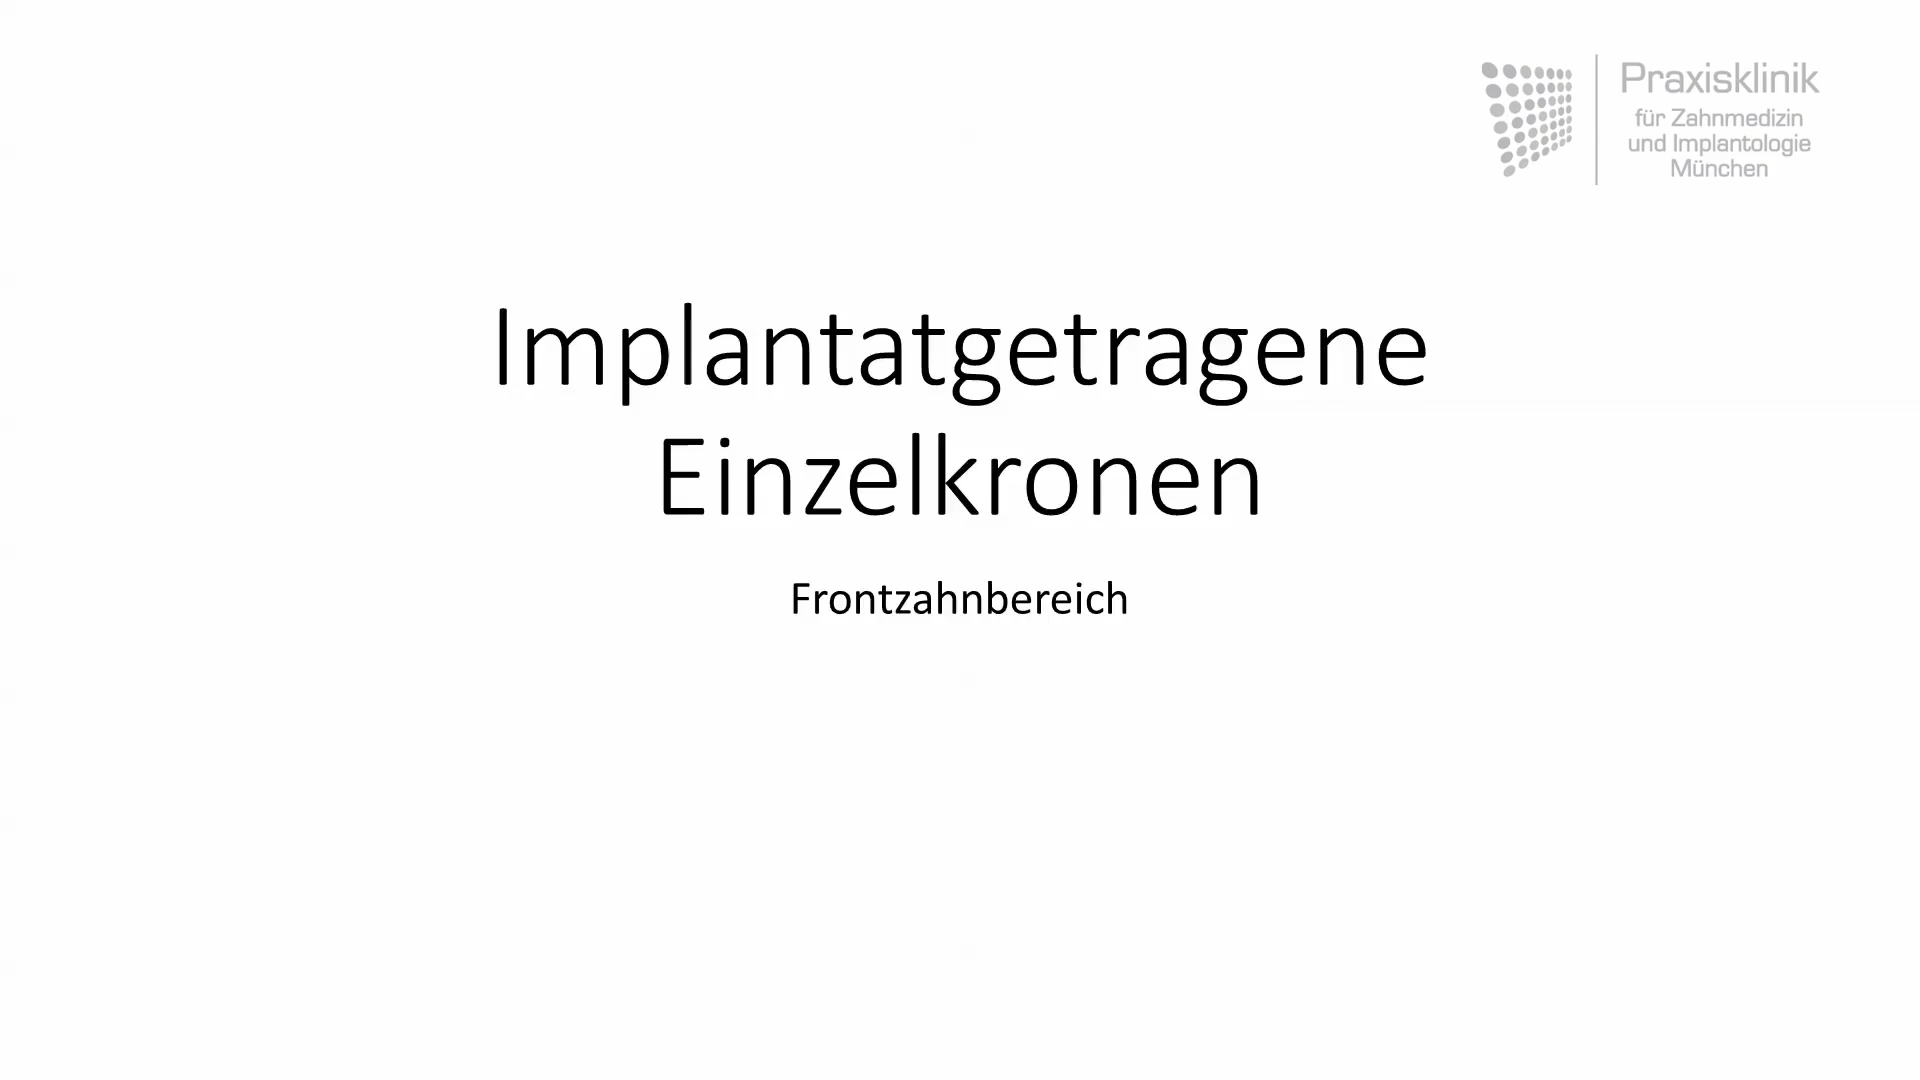 Praxisklinik
für Zahnmedizin
und Implantologie
München
Implantatgetragene
Einzelkronen
Frontzahnbereich